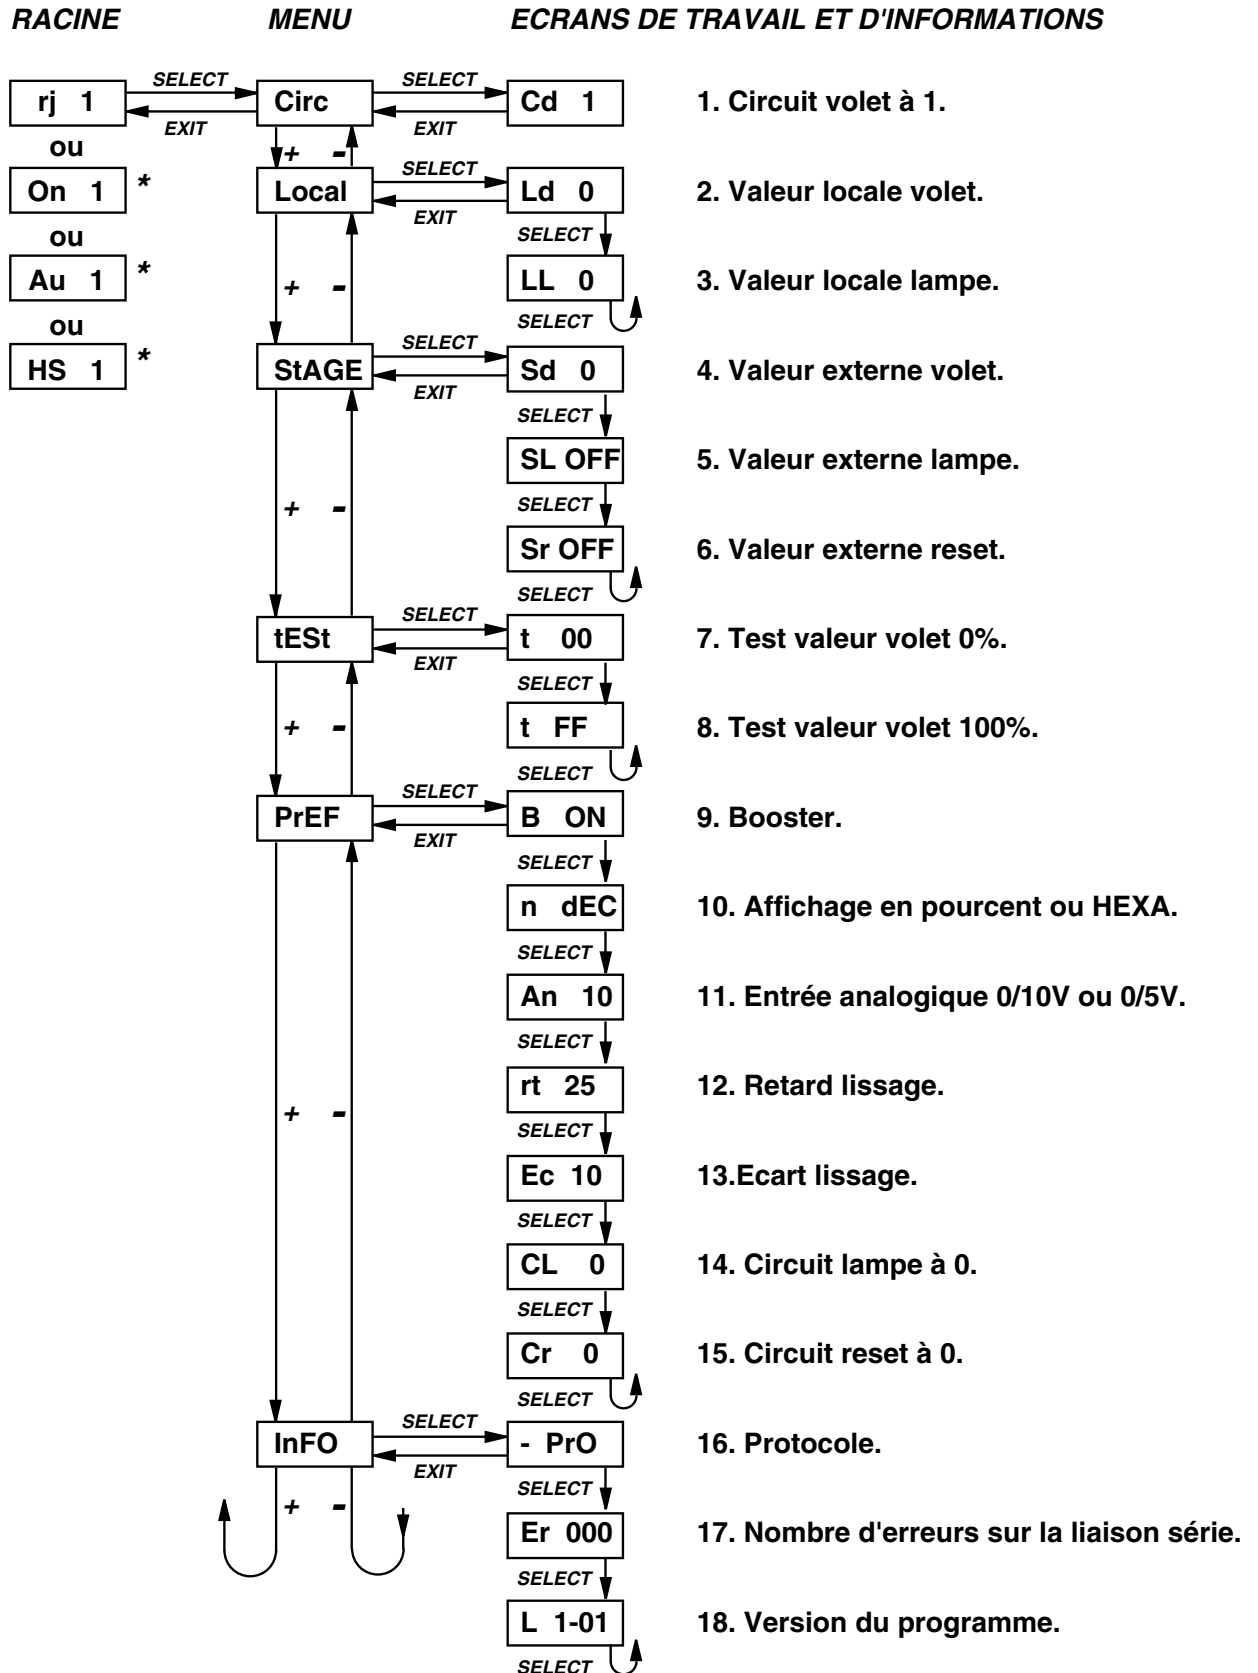 RACINE MENU ECRANS DE TRAVAIL ET D'INFORMATIONS
rj 1 SELECT EXIT Circ SELECT EXIT Cd 1 1. Circuit volet à 1.
ou + -
On 1 * Local SELECT EXIT Ld 0 2. Valeur locale volet.
ou SELECT
Au 1 * + - LL 0 3. Valeur locale lampe.
ou SELECT
HS 1 * StAGE SELECT EXIT Sd 0 4. Valeur externe volet.
SELECT
SL OFF 5. Valeur externe lampe.
+ - SELECT
Sr OFF 6. Valeur externe reset.
SELECT
tESt SELECT EXIT t 00 7. Test valeur volet 0%.
SELECT
+ - t FF 8. Test valeur volet 100%.
SELECT
PrEF SELECT EXIT B ON 9. Booster.
SELECT
n dEC 10. Affichage en pourcent ou HEXA.
SELECT
An 10 11. Entrée analogique 0/10V ou 0/5V.
SELECT
rt 25 12. Retard lissage.
+ - SELECT
Ec 10 13.Ecart lissage.
SELECT
CL 0 14. Circuit lampe à 0.
SELECT
Cr 0 15. Circuit reset à 0.
SELECT
InFO SELECT EXIT - PrO 16. Protocole.
+ - SELECT
Er 000 17. Nombre d'erreurs sur la liaison série.
SELECT
L 1-01 18. Version du programme.
SELECT